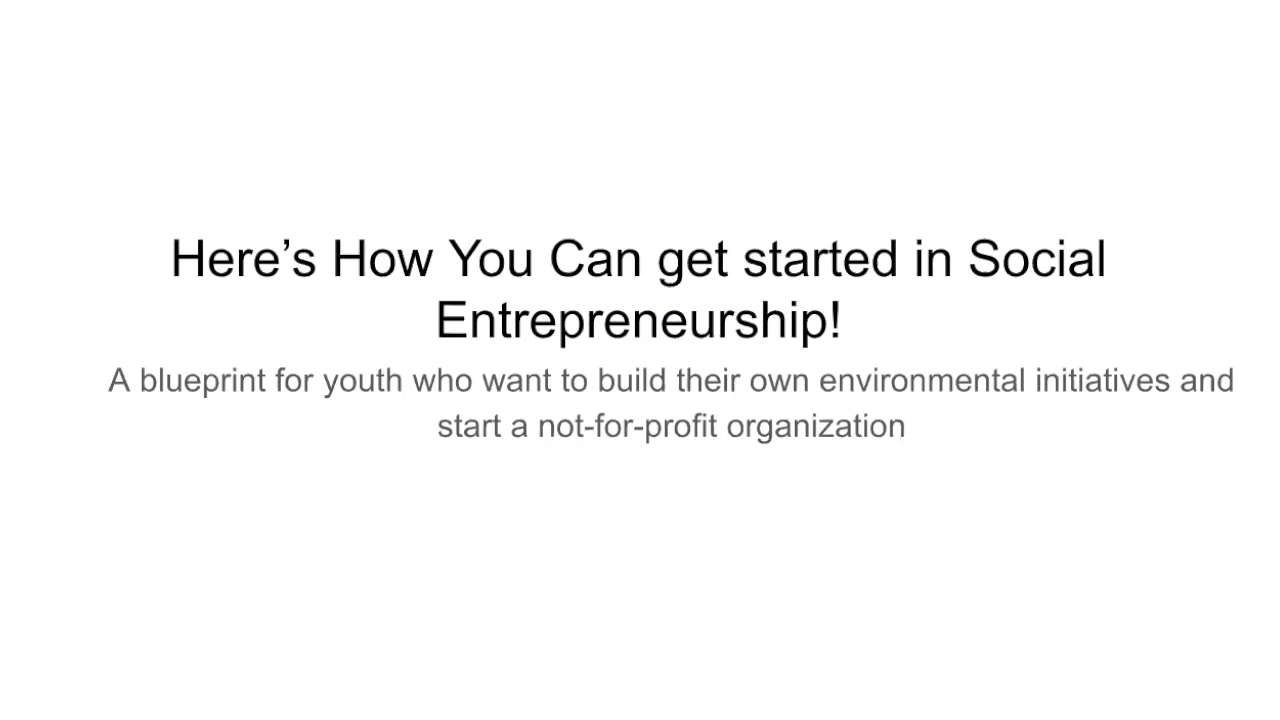 Here’s How You Can get started in Social
Entrepreneurship!
A blueprint for youth who want to build their own environmental initiatives and
start a not-for-profit organization